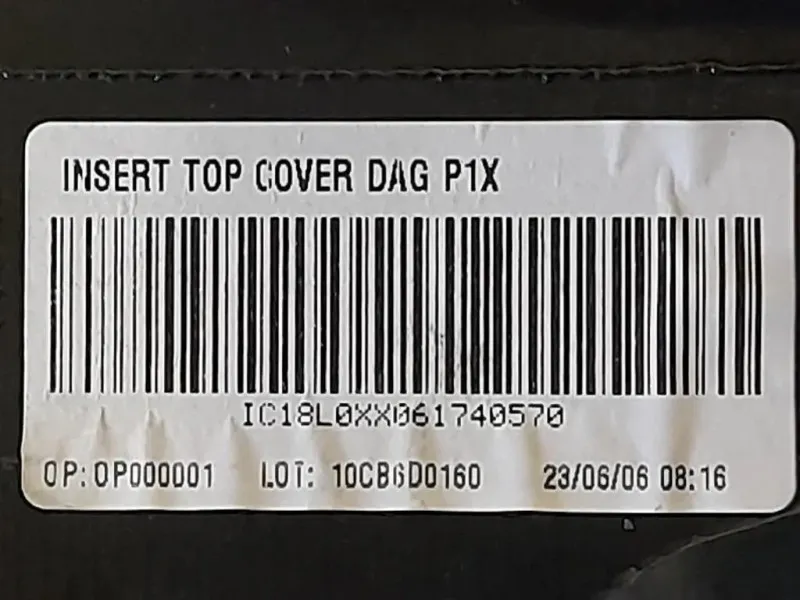 INSERT TOP COVER DAG P1X
IC18L0XX061740570
OP: OP000001 LOT: 10CB6D0160 23/06/06 08:16